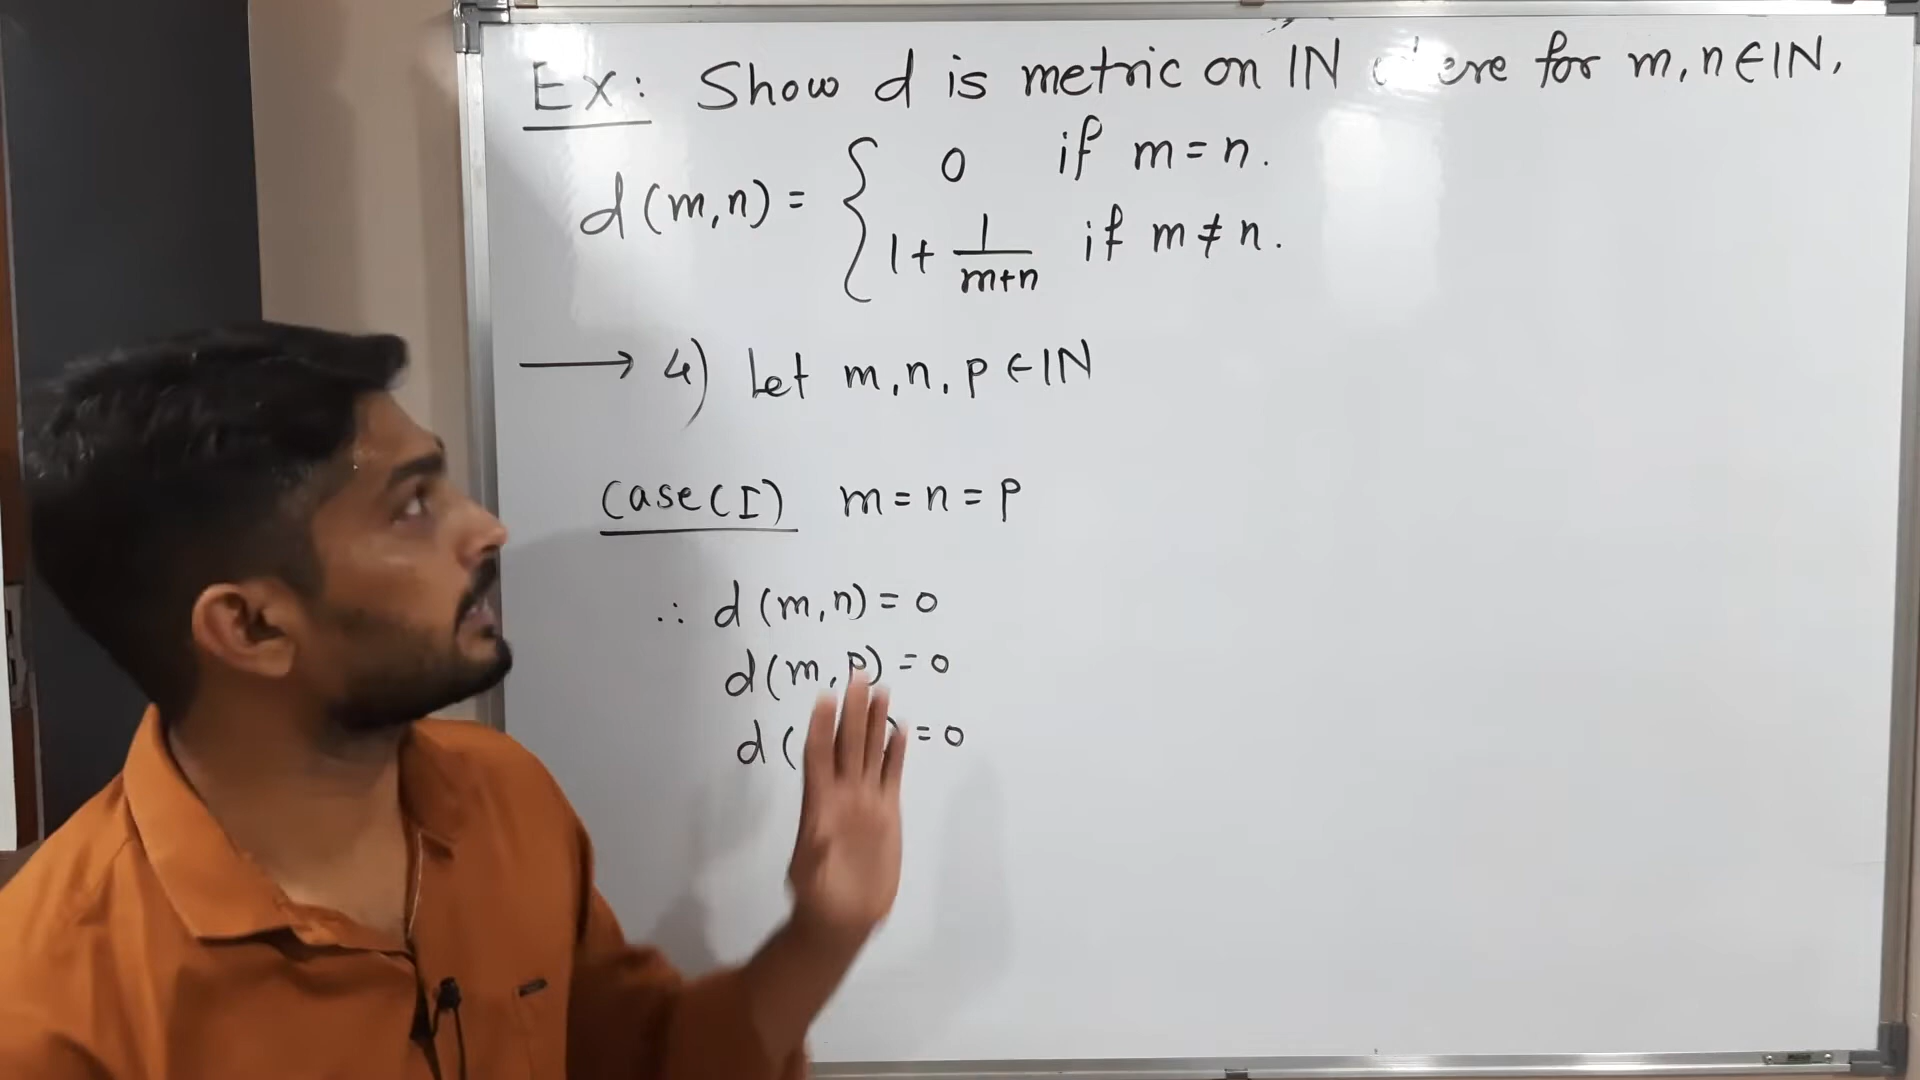 Ex: Show d is metric on IN for m, n ∈ IN,
d(m,n) = { 0 if m = n.
1 + 1/(m+n) if m ≠ n.
⟶ 4) Let m, n, p ∈ IN
Case (I) m = n = p
∴ d(m,n) = 0
d(m,p) = 0
d( ) = 0